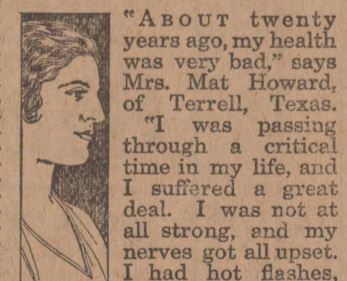 "ABOUT twenty
years ago, my health
was very bad," says
Mrs. Mat Howard,
of Terrell, Texas.
"I was passing
through a critical
time in my life, and
I suffered a great
deal. I was not at
all strong, and my
nerves got all upset.
I had hot flashes,